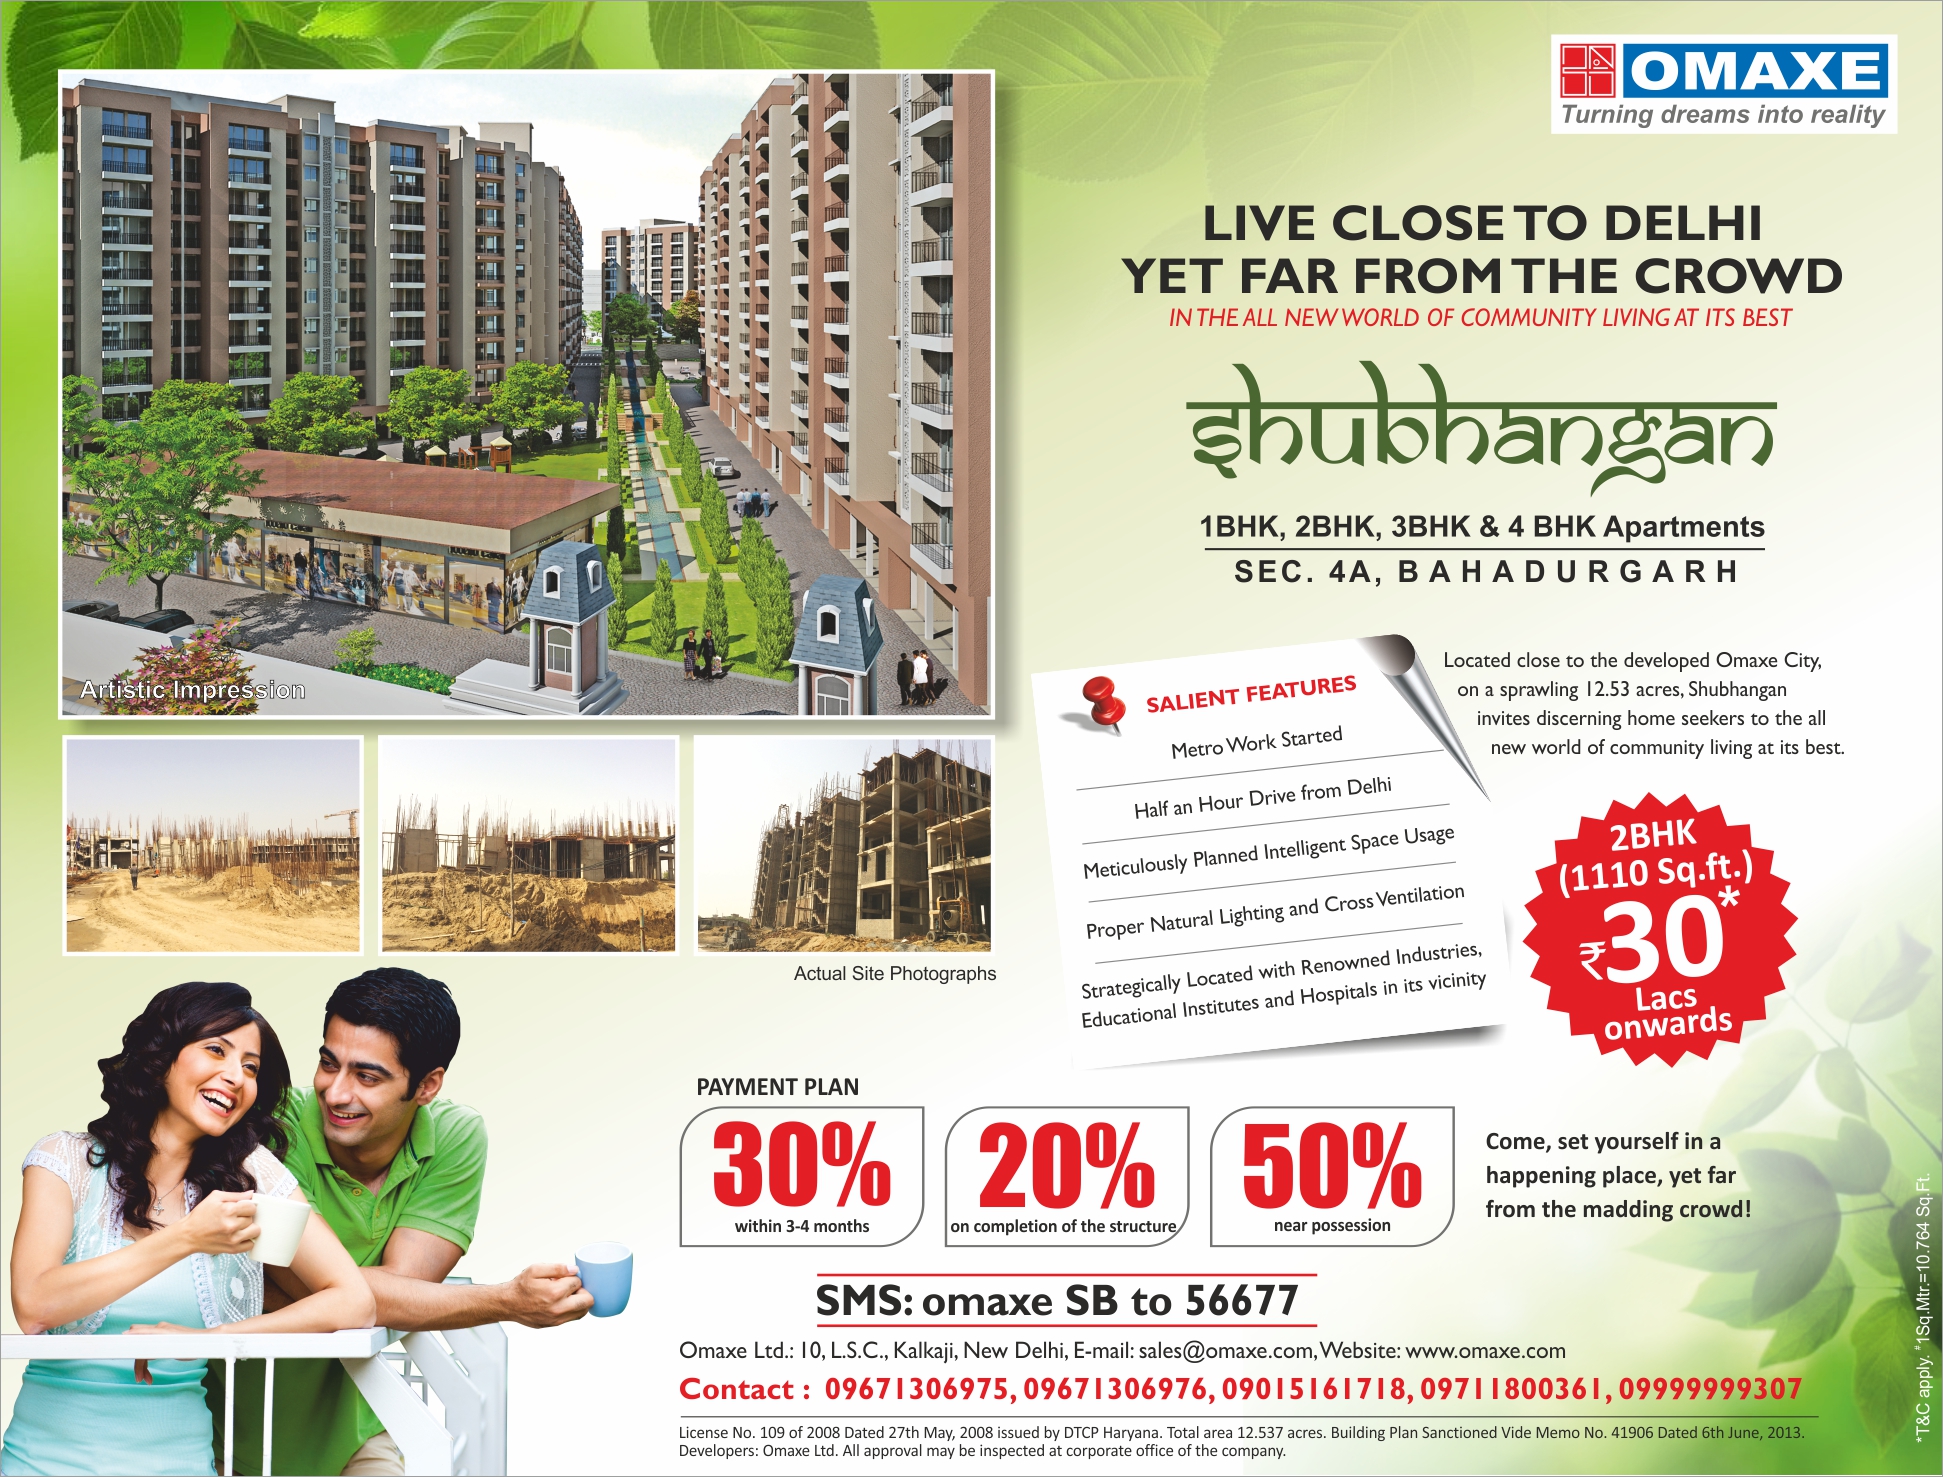 OMAXE
Turning dreams into reality
LIVE CLOSE TO DELHI
YET FAR FROM THE CROWD
IN THE ALL NEW WORLD OF COMMUNITY LIVING AT ITS BEST
shubhangan
1BHK, 2BHK, 3BHK & 4 BHK Apartments
SEC. 4A, BAHADURGARH
Artistic Impression
Actual Site Photographs
SALIENT FEATURES
Metro Work Started
Half an Hour Drive from Delhi
Meticulously Planned Intelligent Space Usage
Proper Natural Lighting and Cross Ventilation
Strategically Located with Renowned Industries,
Educational Institutes and Hospitals in its vicinity
Located close to the developed Omaxe City,
on a sprawling 12.53 acres, Shubhangan
invites discerning home seekers to the all
new world of community living at its best.
2BHK
(1110 Sq.ft.)
₹30*
Lacs
onwards
PAYMENT PLAN
30%
within 3-4 months
20%
on completion of the structure
50%
near possession
Come, set yourself in a
happening place, yet far
from the madding crowd!
SMS: omaxe SB to 56677
Omaxe Ltd.: 10, L.S.C., Kalkaji, New Delhi, E-mail: sales@omaxe.com, Website: www.omaxe.com
Contact : 09671306975, 09671306976, 09015161718, 09711800361, 09999999307
License No. 109 of 2008 Dated 27th May, 2008 issued by DTCP Haryana. Total area 12.537 acres. Building Plan Sanctioned Vide Memo No. 41906 Dated 6th June, 2013.
Developers: Omaxe Ltd. All approval may be inspected at corporate office of the company.
*T&C apply. #1Sq.Mtr.=10.764 Sq.Ft.